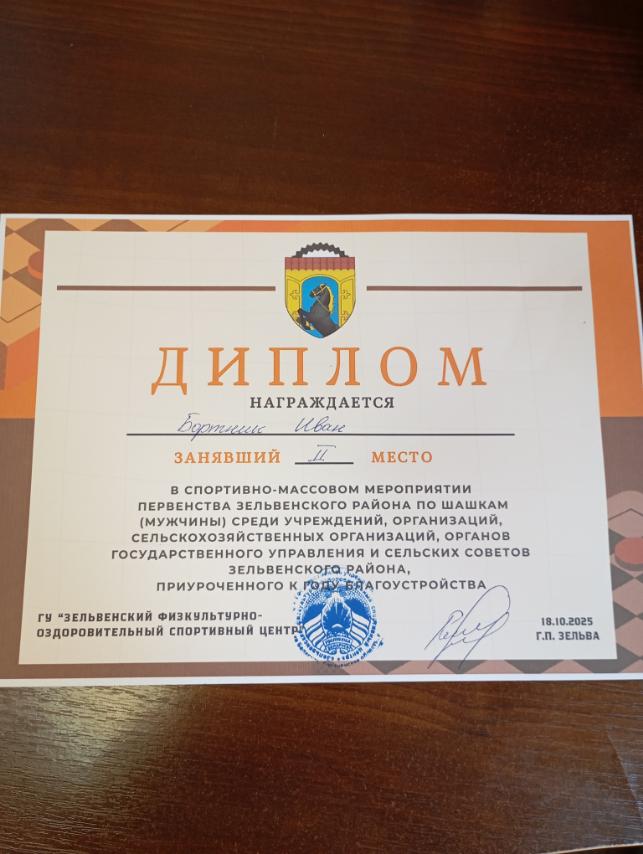 ДИПЛОМ
НАГРАЖДАЕТСЯ
Бортник Иван
ЗАНЯВШИЙ II МЕСТО
В СПОРТИВНО-МАССОВОМ МЕРОПРИЯТИИ
ПЕРВЕНСТВА ЗЕЛЬВЕНСКОГО РАЙОНА ПО ШАШКАМ
(МУЖЧИНЫ) СРЕДИ УЧРЕЖДЕНИЙ, ОРГАНИЗАЦИЙ,
СЕЛЬСКОХОЗЯЙСТВЕННЫХ ОРГАНИЗАЦИЙ, ОРГАНОВ
ГОСУДАРСТВЕННОГО УПРАВЛЕНИЯ И СЕЛЬСКИХ СОВЕТОВ
ЗЕЛЬВЕНСКОГО РАЙОНА,
ПРИУРОЧЕННОГО К ГОДУ БЛАГОУСТРОЙСТВА
ГУ "ЗЕЛЬВЕНСКИЙ ФИЗКУЛЬТУРНО-
ОЗДОРОВИТЕЛЬНЫЙ СПОРТИВНЫЙ ЦЕНТР
18.10.2025
Г.П. ЗЕЛЬВА